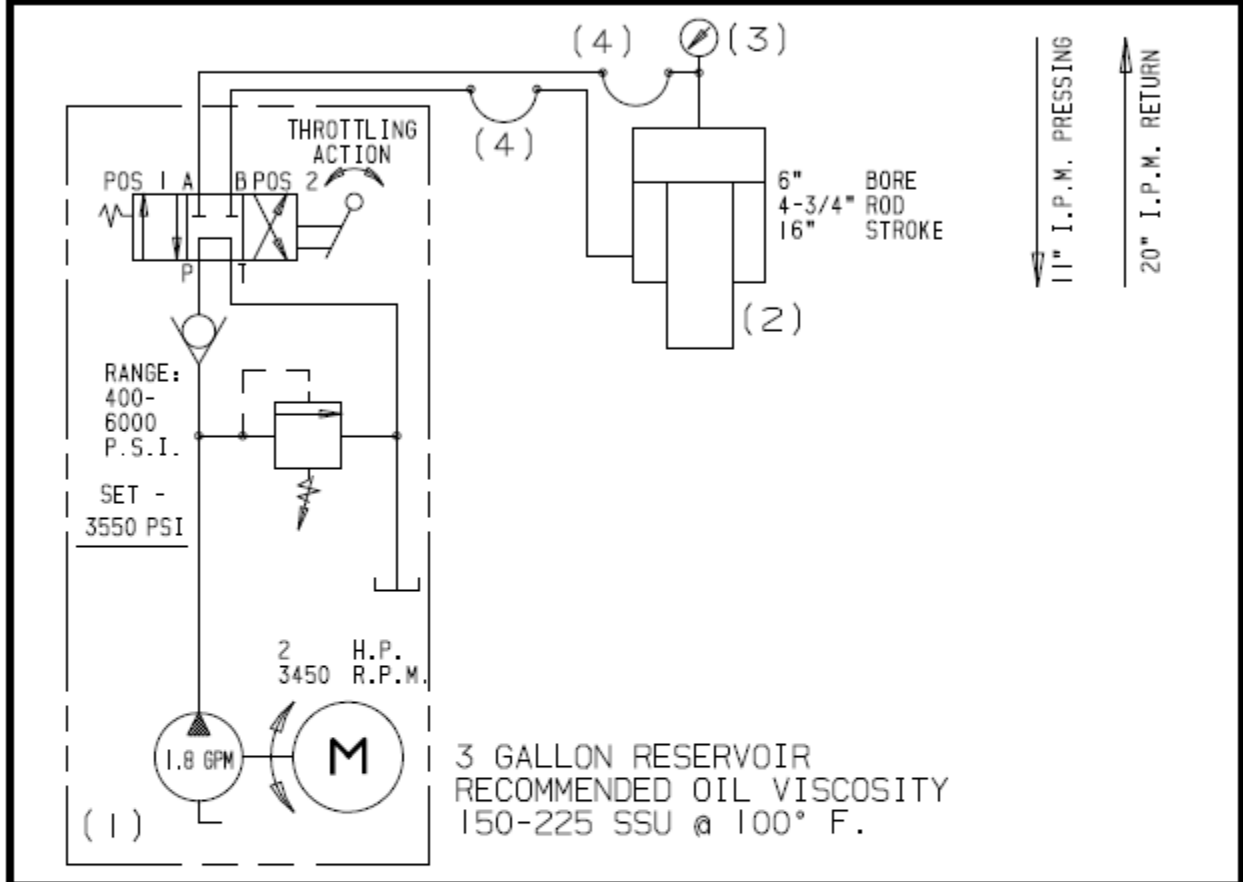 (4)
(3)
(4)
THROTTLING
ACTION
POS 1 A B POS 2
P T
6" BORE
4-3/4" ROD
16" STROKE
(2)
11" I.P.M. PRESSING
20" I.P.M. RETURN
RANGE:
400-
6000
P.S.I.
SET -
3550 PSI
2 H.P.
3450 R.P.M.
1.8 GPM
M
(1)
3 GALLON RESERVOIR
RECOMMENDED OIL VISCOSITY
150-225 SSU @ 100° F.